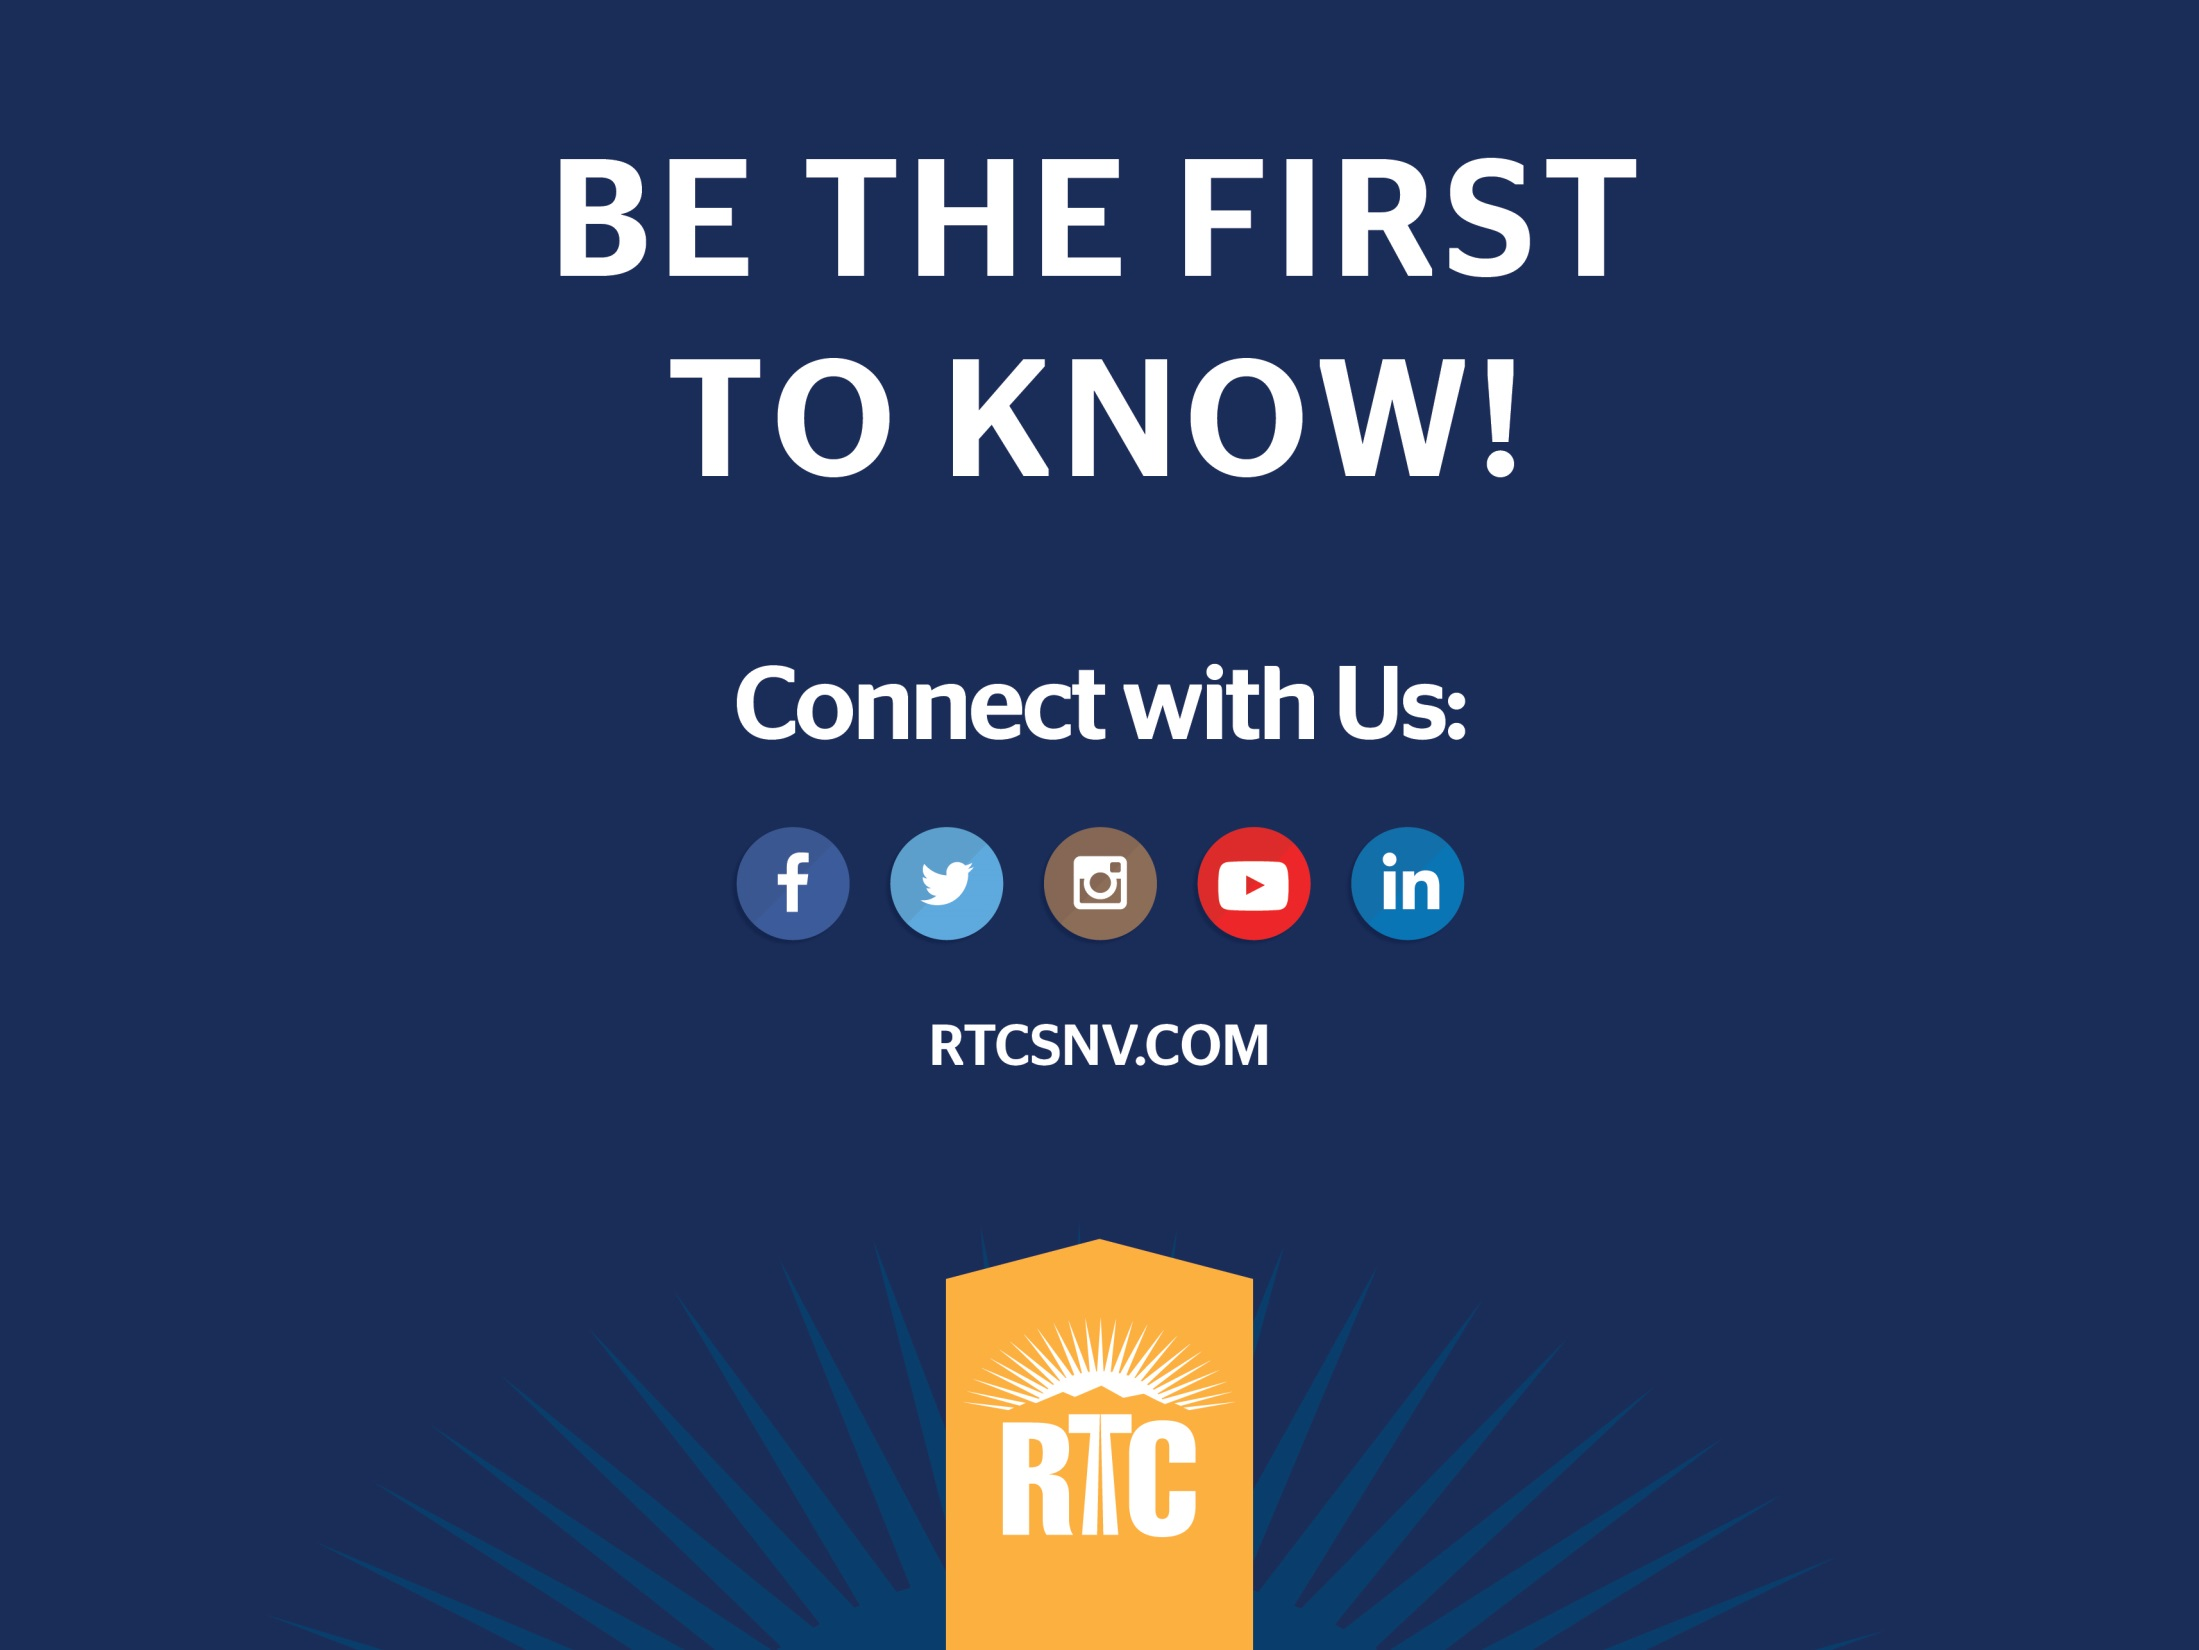 BE THE FIRST
TO KNOW!
Connect with Us:
f
in
RTCSNV.COM
RTC